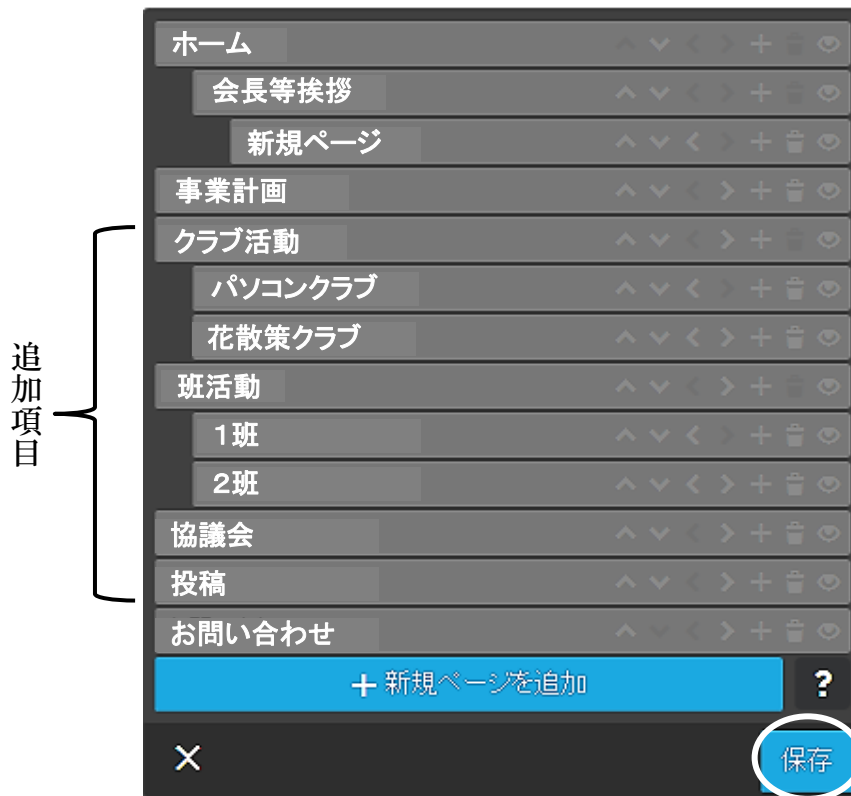 ホーム
会長等挨拶
新規ページ
事業計画
クラブ活動
パソコンクラブ
花散策クラブ
班活動
１班
２班
協議会
投稿
お問い合わせ
追加項目
+ 新規ページを追加
?
× 保存